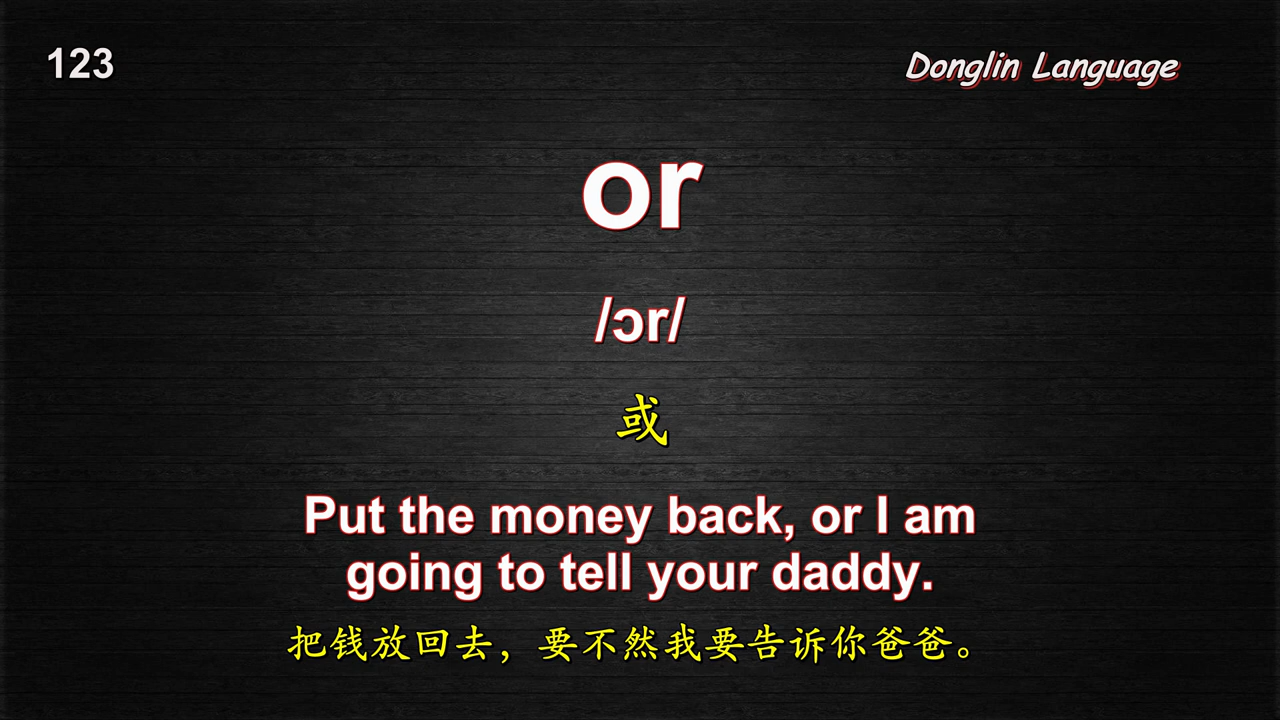 123
Donglin Language
or
/ɔr/
或
Put the money back, or I am
going to tell your daddy.
把钱放回去，要不然我要告诉你爸爸。